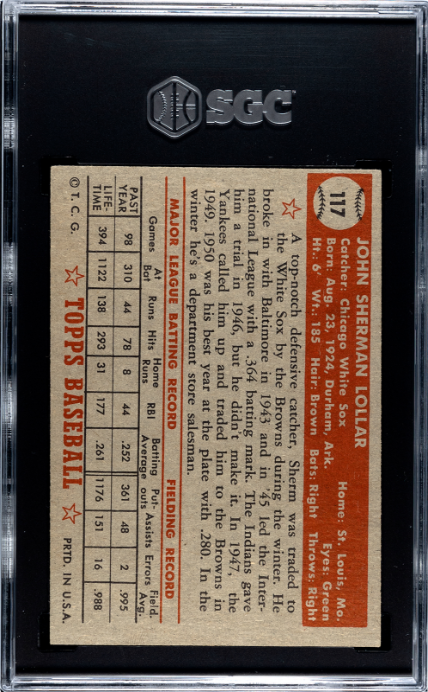 SGC
117
JOHN SHERMAN LOLLAR
Catcher: Chicago White Sox Home: St. Louis, Mo.
Born: Aug. 23, 1924, Durham, Ark. Eyes: Green
Ht.: 6' Wt.: 185 Hair: Brown Bats: Right Throws: Right
A top-notch defensive catcher, Sherm was traded to
the White Sox by the Browns during the winter. He
broke in with Baltimore in 1943 and in '45 led the Inter-
national League with a .364 batting mark. The Indians gave
him a trial in 1946, but he didn't make it. In 1947, the
Yankees called him up and traded him to the Browns in
1949. 1950 was his best year at the plate with .280. In the
winter he's a department store salesman.
MAJOR LEAGUE BATTING RECORD FIELDING RECORD
Games At Bat Runs Hits Home Runs RBI Batting Average Put-outs Assists Errors Field. Avg.
PAST YEAR 98 310 44 78 8 44 .252 361 48 2 .995
LIFE-TIME 394 1122 138 293 31 177 .261 1176 151 16 .988
© T. C. G. TOPPS BASEBALL PRTD. IN U.S.A.